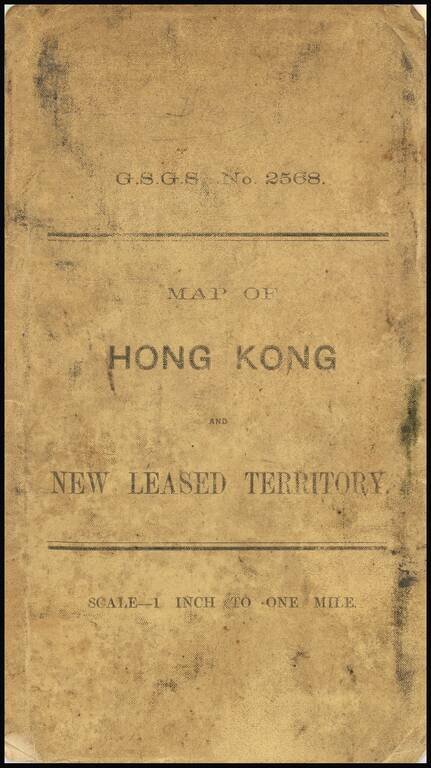 G.S.G.S. No. 2568.
MAP OF
HONG KONG
AND
NEW LEASED TERRITORY.
SCALE—1 INCH TO ONE MILE.